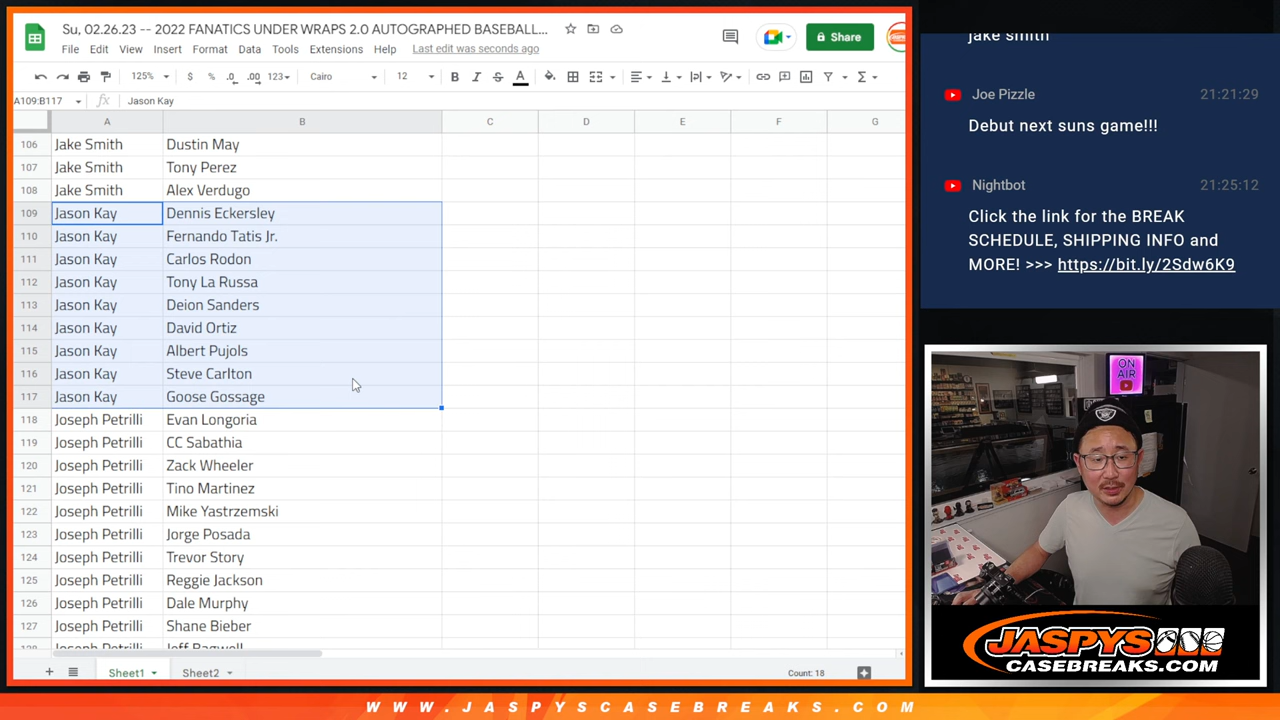 Su, 02.26.23 -- 2022 FANATICS UNDER WRAPS 2.0 AUTOGRAPHED BASEBALL...
File Edit View Insert Format Data Tools Extensions Help Last edit was seconds ago
Share
125% $ % .0 .00 123 Cairo 12 B I S A
A109:B117 fx Jason Kay
A B C D E F G
106 Jake Smith Dustin May
107 Jake Smith Tony Perez
108 Jake Smith Alex Verdugo
109 Jason Kay Dennis Eckersley
110 Jason Kay Fernando Tatis Jr.
111 Jason Kay Carlos Rodon
112 Jason Kay Tony La Russa
113 Jason Kay Deion Sanders
114 Jason Kay David Ortiz
115 Jason Kay Albert Pujols
116 Jason Kay Steve Carlton
117 Jason Kay Goose Gossage
118 Joseph Petrilli Evan Longoria
119 Joseph Petrilli CC Sabathia
120 Joseph Petrilli Zack Wheeler
121 Joseph Petrilli Tino Martinez
122 Joseph Petrilli Mike Yastrzemski
123 Joseph Petrilli Jorge Posada
124 Joseph Petrilli Trevor Story
125 Joseph Petrilli Reggie Jackson
126 Joseph Petrilli Dale Murphy
127 Joseph Petrilli Shane Bieber
128 Joseph Petrilli Jeff Bagwell
+ Sheet1 Sheet2 Count: 18
jake smith
Joe Pizzle 21:21:29
Debut next suns game!!!
Nightbot 21:25:12
Click the link for the BREAK
SCHEDULE, SHIPPING INFO and
MORE! >>> https://bit.ly/2Sdw6K9
ON
AIR
JASPYS
CASEBREAKS.COM
WWW.JASPYSCASEBREAKS.COM